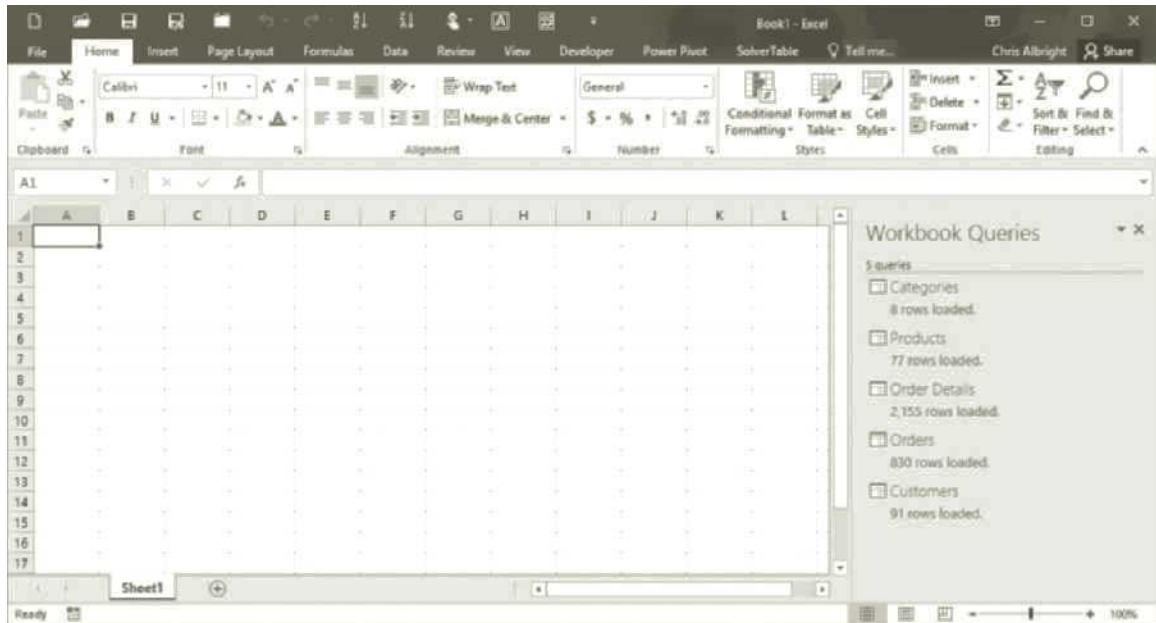 Book1 - Excel
File Home Insert Page Layout Formulas Data Review View Developer Power Pivot SolverTable Tell me... Chris Albright Share
Paste
Calibri 11 A A
Wrap Text
General
Conditional Formatting
Format as Table
Cell Styles
Insert
Delete
Format
Sort & Filter
Find & Select
B I U A
Merge & Center
$ % ,
Clipboard Font Alignment Number Styles Cells Editing
A1 fx
A B C D E F G H I J K L
1
2
3
4
5
6
7
8
9
10
11
12
13
14
15
16
17
Workbook Queries
5 queries
Categories
8 rows loaded.
Products
77 rows loaded.
Order Details
2,155 rows loaded.
Orders
830 rows loaded.
Customers
91 rows loaded.
Sheet1
Ready 100%